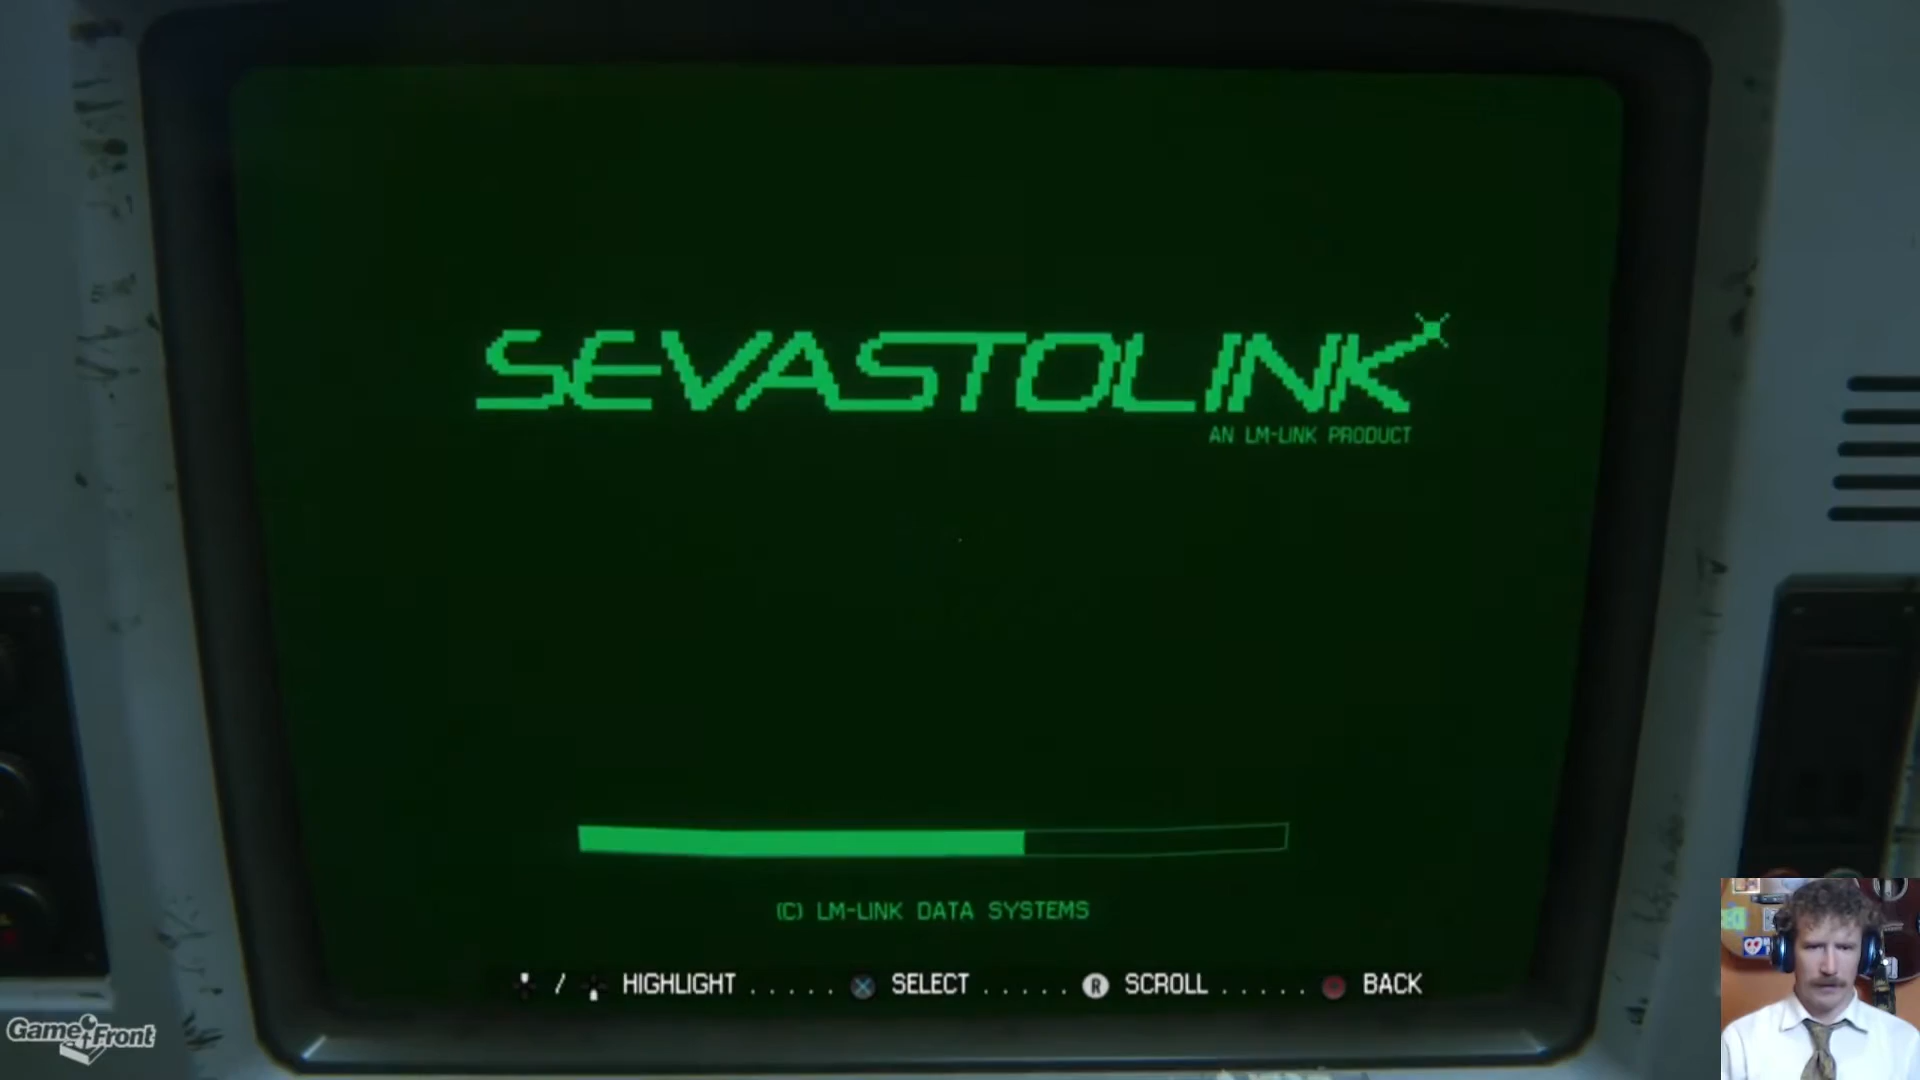 SEVASTOLINK
AN LM-LINK PRODUCT
(C) LM-LINK DATA SYSTEMS
/ HIGHLIGHT ..... SELECT ..... R SCROLL ..... BACK
GameFront